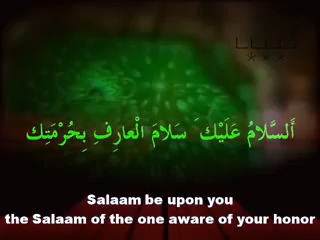 أَلسَّلامُ عَلَيْكَ سَلامَ الْعارِفِ بِحُرْمَتِكَ
Salaam be upon you
the Salaam of the one aware of your honor